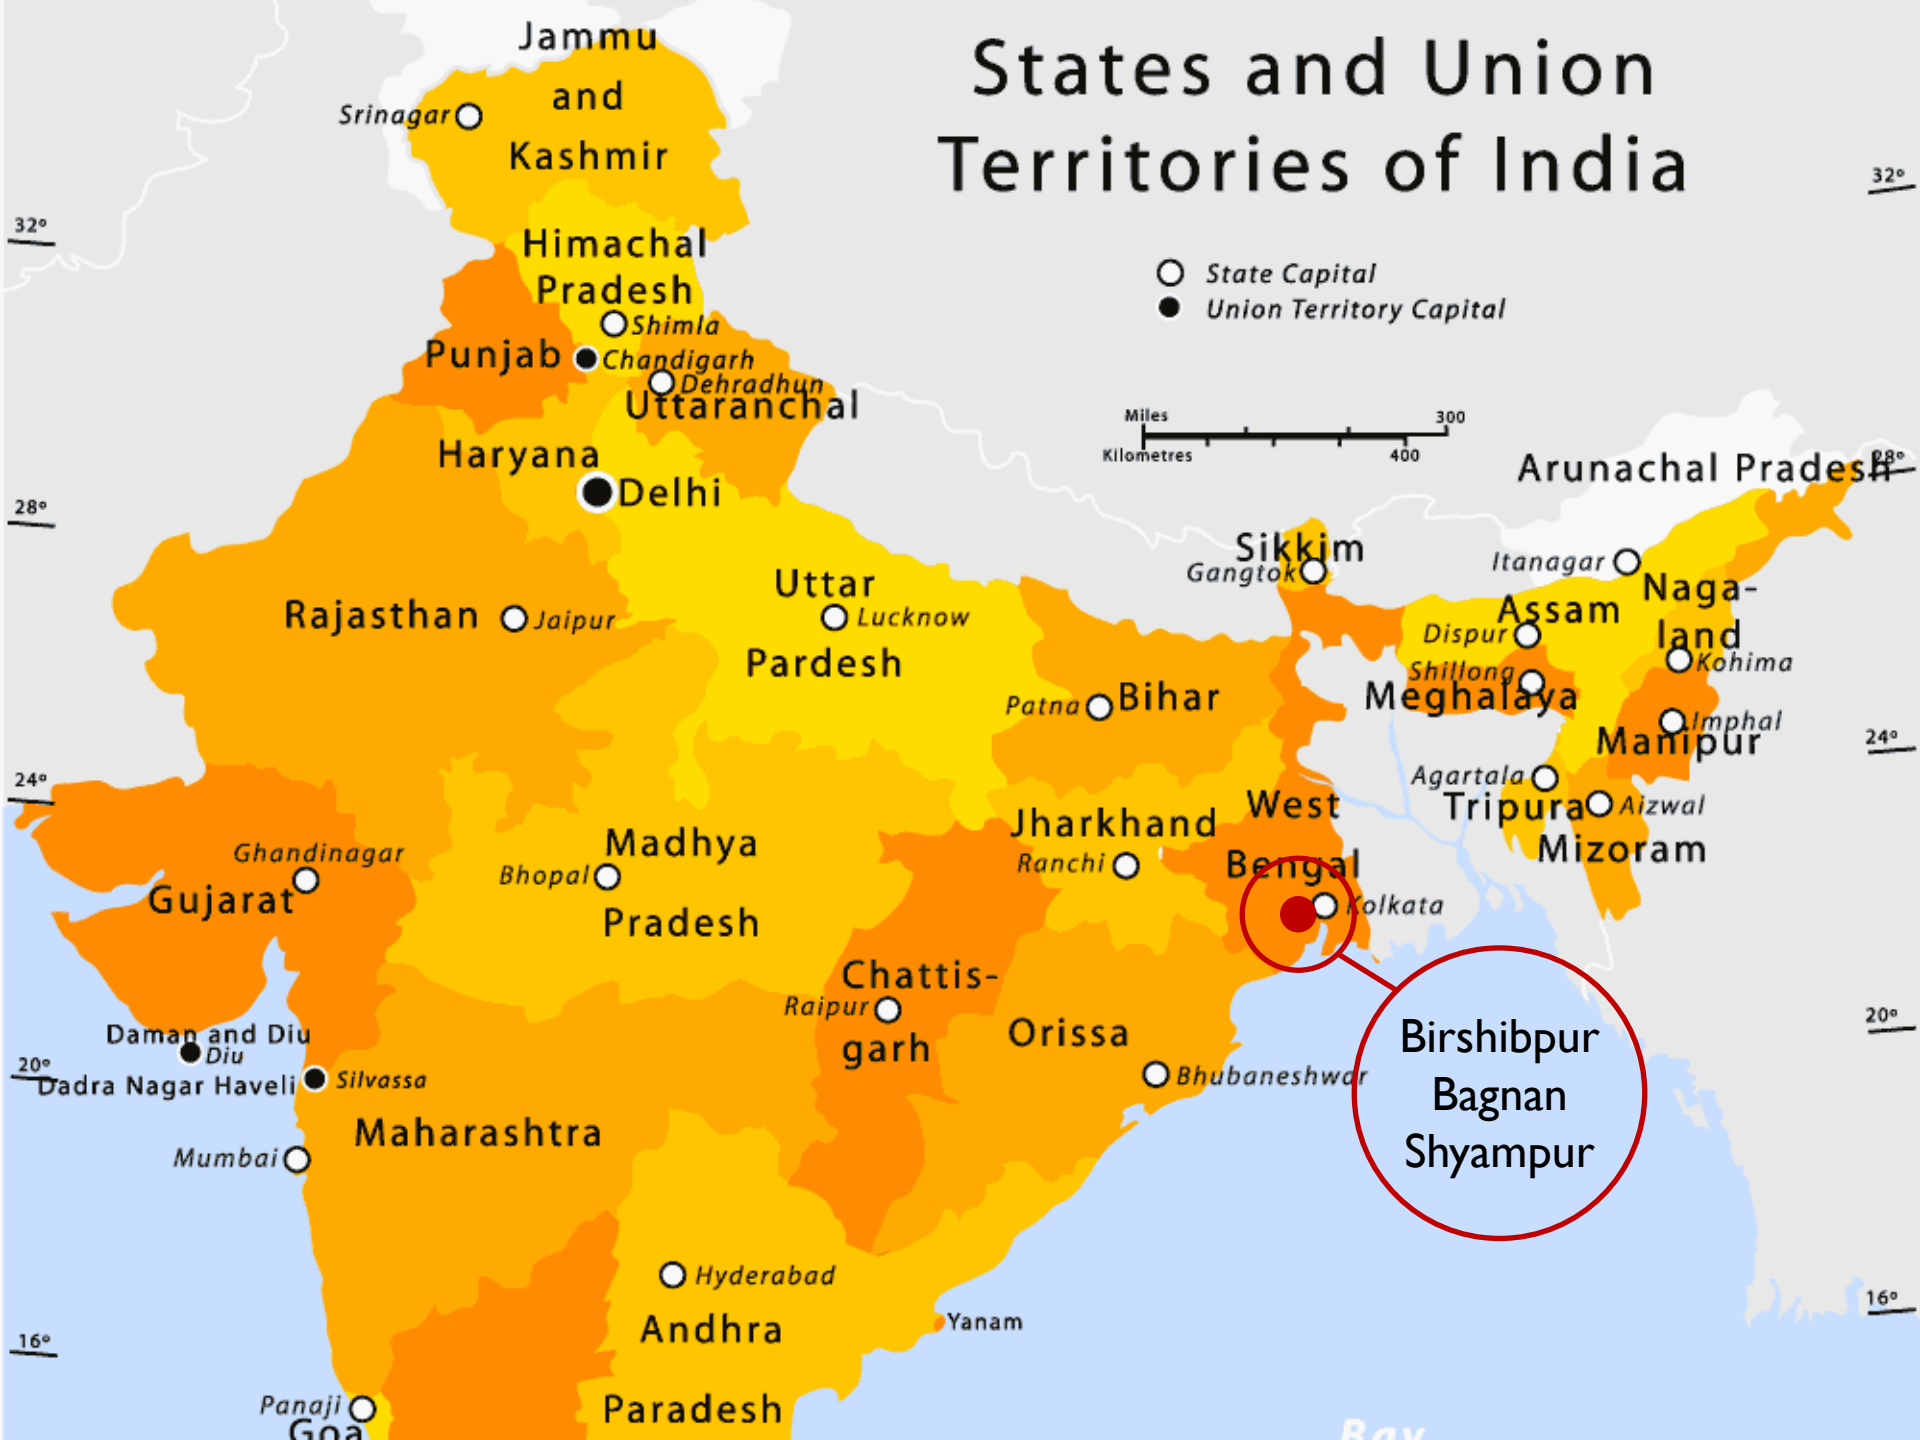 States and Union
Territories of India
State Capital
Union Territory Capital
Miles
300
Kilometres
400
32°
28°
24°
20°
16°
32°
28°
24°
20°
16°
Jammu
and
Kashmir
Srinagar
Himachal
Pradesh
Shimla
Punjab
Chandigarh
Dehradhun
Uttaranchal
Haryana
Delhi
Rajasthan
Jaipur
Uttar
Lucknow
Pardesh
Patna
Bihar
Sikkim
Gangtok
Arunachal Pradesh
Itanagar
Naga-
land
Assam
Dispur
Kohima
Shillong
Meghalaya
Imphal
Manipur
Agartala
Tripura
Aizwal
Mizoram
West
Bengal
Kolkata
Jharkhand
Ranchi
Madhya
Bhopal
Pradesh
Ghandinagar
Gujarat
Chattis-
Raipur
garh
Orissa
Bhubaneshwar
Daman and Diu
Diu
Dadra Nagar Haveli
Silvassa
Maharashtra
Mumbai
Birshibpur
Bagnan
Shyampur
Hyderabad
Andhra
Yanam
Paradesh
Panaji
Goa
Bay